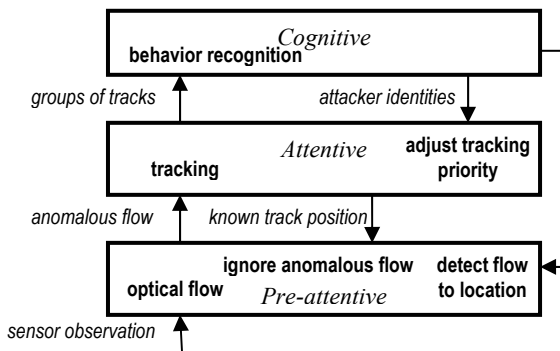 Cognitive
behavior recognition
groups of tracks
attacker identities
Attentive
adjust tracking
priority
tracking
anomalous flow
known track position
ignore anomalous flow
detect flow
to location
optical flow
Pre-attentive
sensor observation